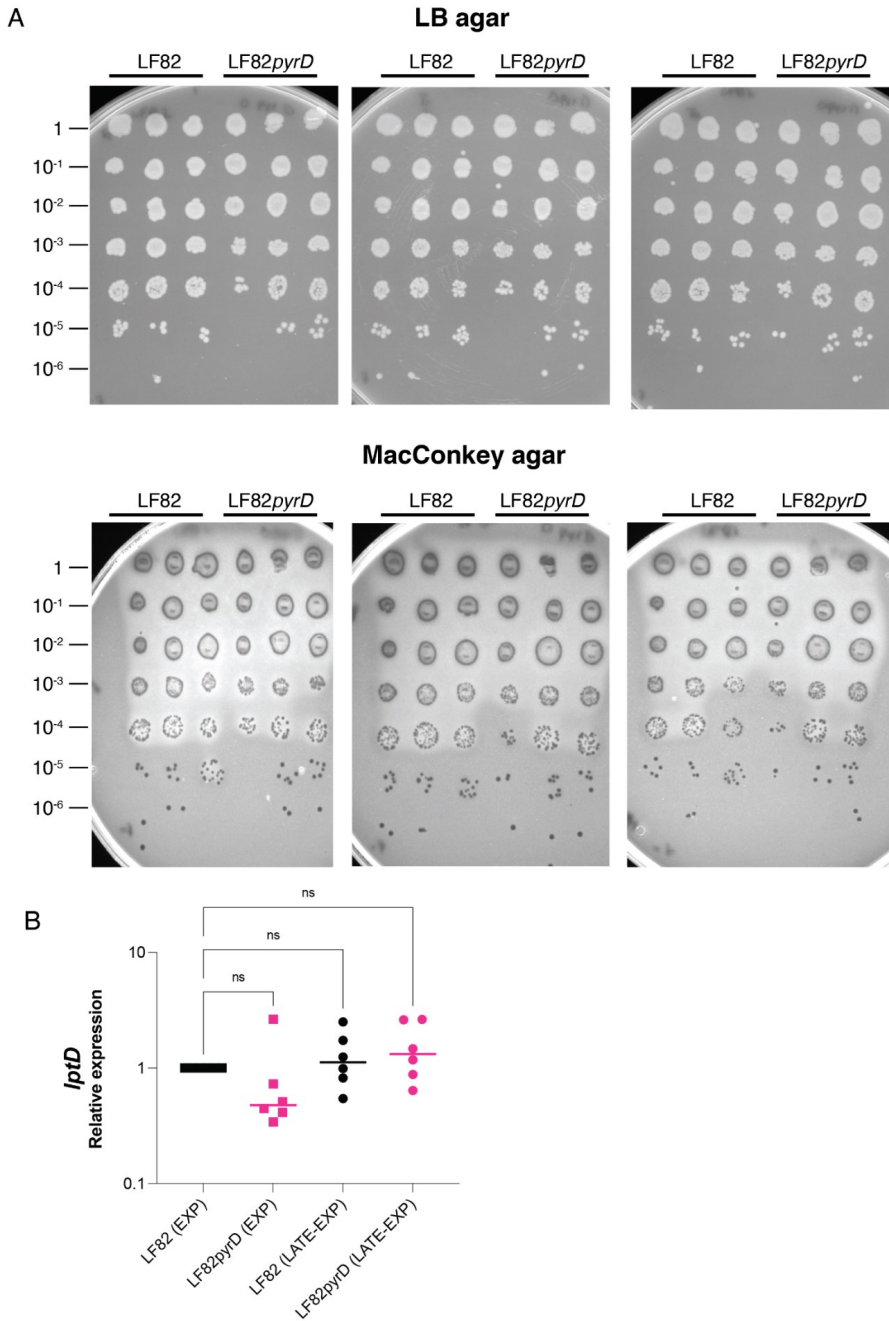 A
LB agar
LF82 LF82pyrD LF82 LF82pyrD LF82 LF82pyrD
1
10-1
10-2
10-3
10-4
10-5
10-6
MacConkey agar
LF82 LF82pyrD LF82 LF82pyrD LF82 LF82pyrD
1
10-1
10-2
10-3
10-4
10-5
10-6
B
ns
ns
ns
10
1
0.1
lptD
Relative expression
LF82 (EXP)
LF82pyrD (EXP)
LF82 (LATE-EXP)
LF82pyrD (LATE-EXP)